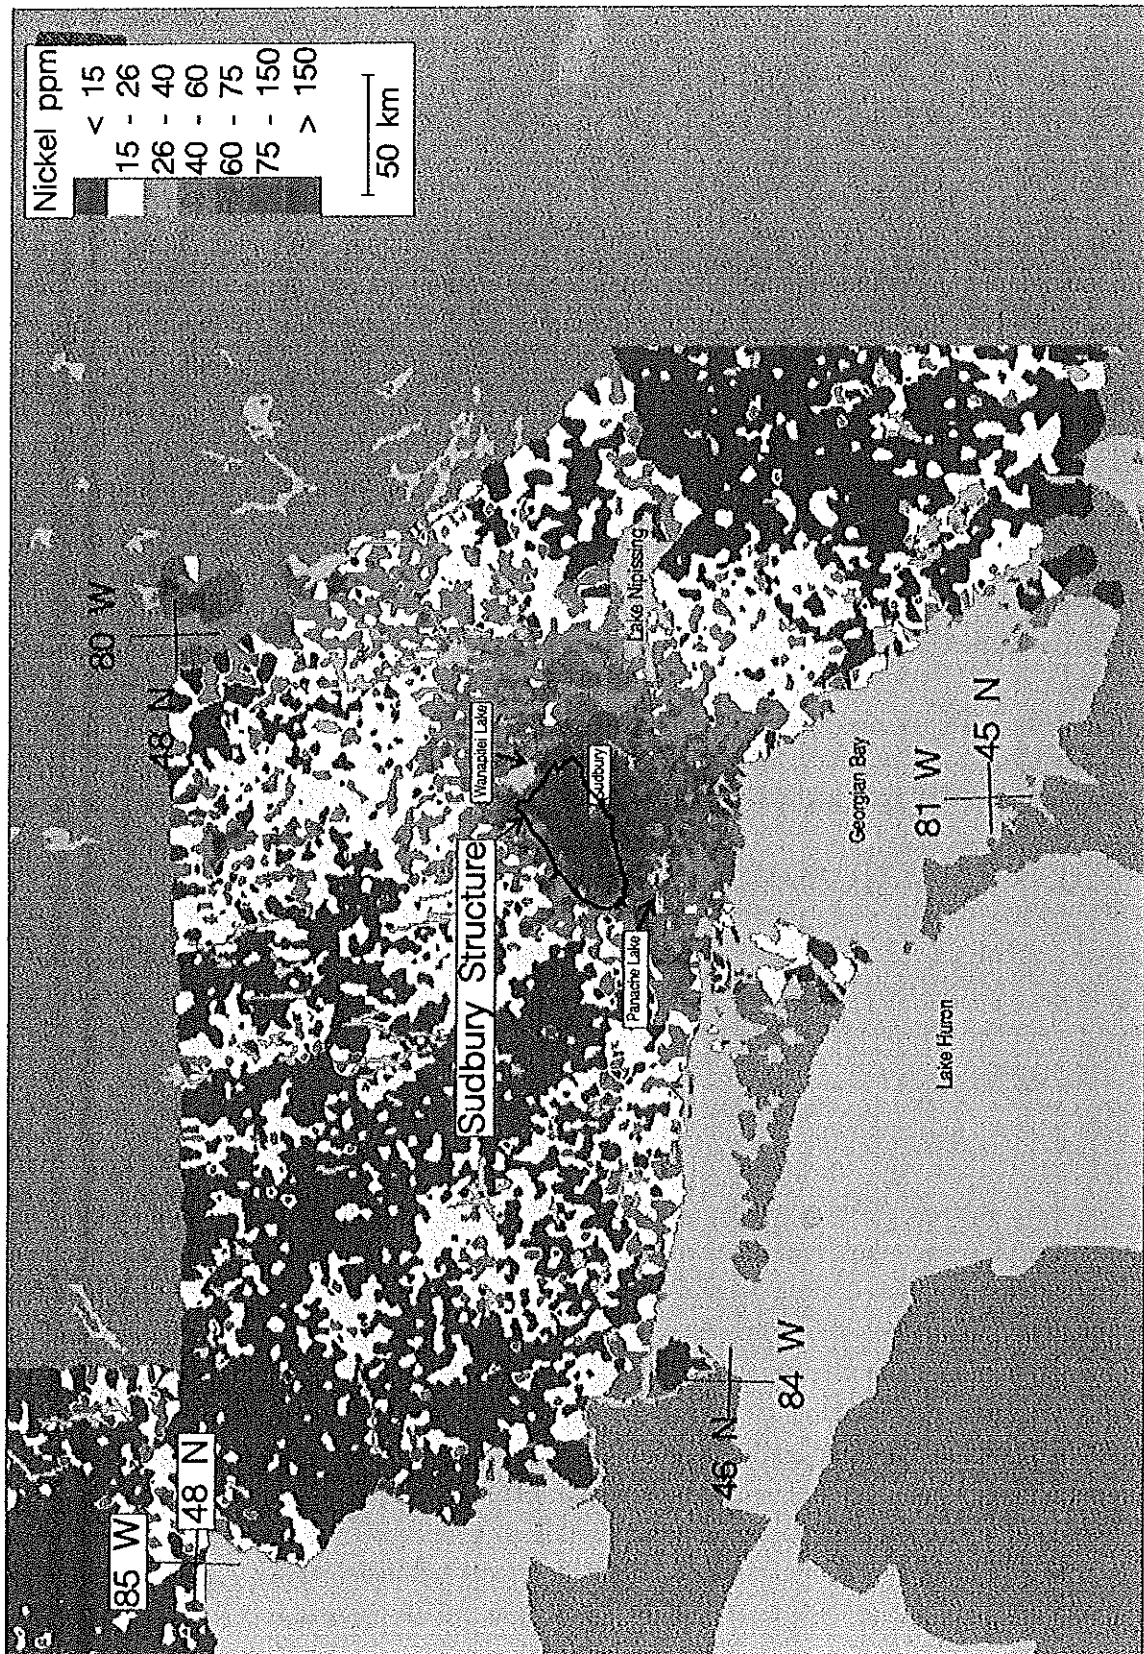 Nickel ppm
< 15
15 - 26
26 - 40
40 - 60
60 - 75
75 - 150
> 150
50 km
85 W
48 N
80 W
48 N
Wanapitei Lake
Sudbury Structure
Sudbury
Lake Nipissing
Panache Lake
Georgian Bay
81 W
45 N
Lake Huron
84 W
46 N